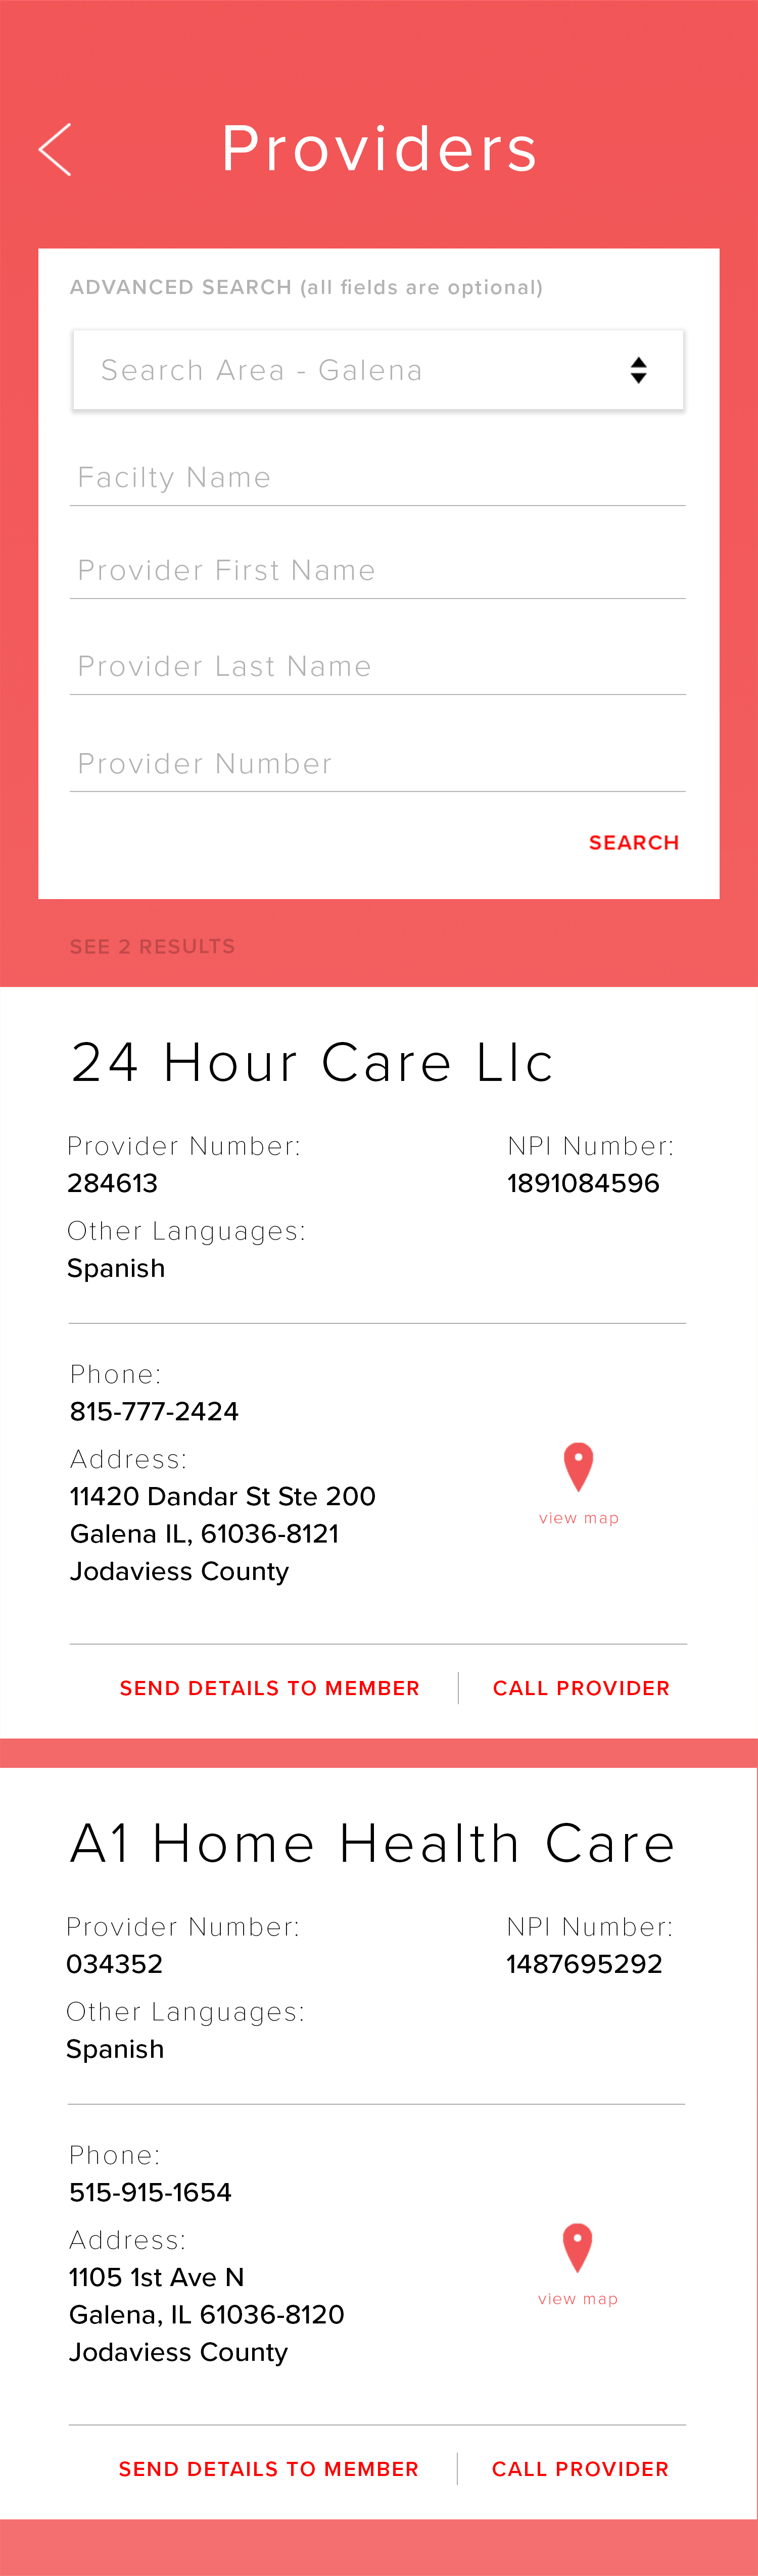 Providers
ADVANCED SEARCH (all fields are optional)
Search Area - Galena
Facilty Name
Provider First Name
Provider Last Name
Provider Number
SEARCH
SEE 2 RESULTS
24 Hour Care Llc
Provider Number: NPI Number:
284613 1891084596
Other Languages:
Spanish
Phone:
815-777-2424
Address:
11420 Dandar St Ste 200
Galena IL, 61036-8121
view map
Jodaviess County
SEND DETAILS TO MEMBER CALL PROVIDER
A1 Home Health Care
Provider Number: NPI Number:
034352 1487695292
Other Languages:
Spanish
Phone:
515-915-1654
Address:
1105 1st Ave N
Galena, IL 61036-8120
view map
Jodaviess County
SEND DETAILS TO MEMBER CALL PROVIDER